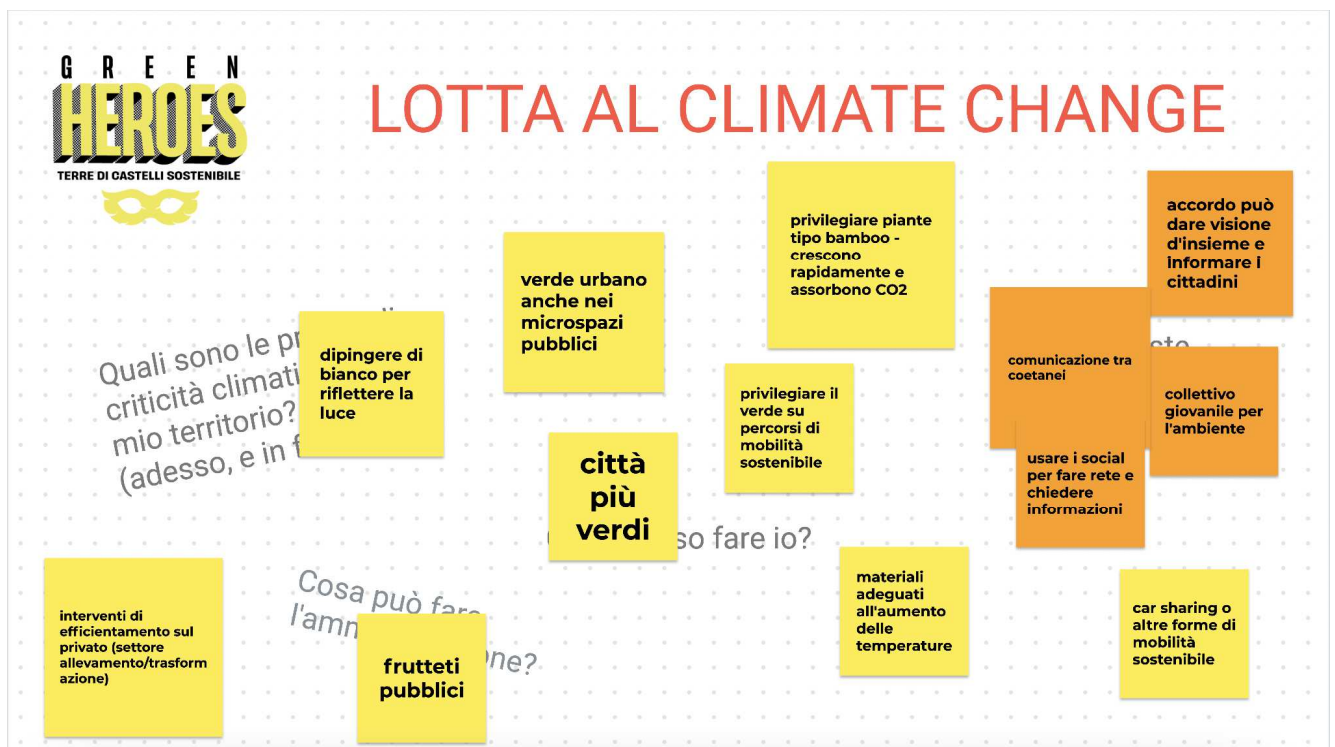 GREEN
HEROES
TERRE DI CASTELLI SOSTENIBILE
LOTTA AL CLIMATE CHANGE
privilegiare piante
tipo bamboo -
crescono
rapidamente e
assorbono CO2
accordo può
dare visione
d'insieme e
informare i
cittadini
verde urbano
anche nei
microspazi
pubblici
Quali sono le
criticità
mio territorio?
(adesso, e in
dipingere di
bianco per
riflettere la
luce
privilegiare il
verde su
percorsi di
mobilità
sostenibile
comunicazione tra
coetanei
collettivo
giovanile per
l'ambiente
usare i social
per fare rete e
chiedere
informazioni
città
più
verdi
fare io?
interventi di
efficientamento sul
privato (settore
allevamento/trasform
azione)
Cosa può fare
frutteti
pubblici
materiali
adeguati
all'aumento
delle
temperature
car sharing o
altre forme di
mobilità
sostenibile